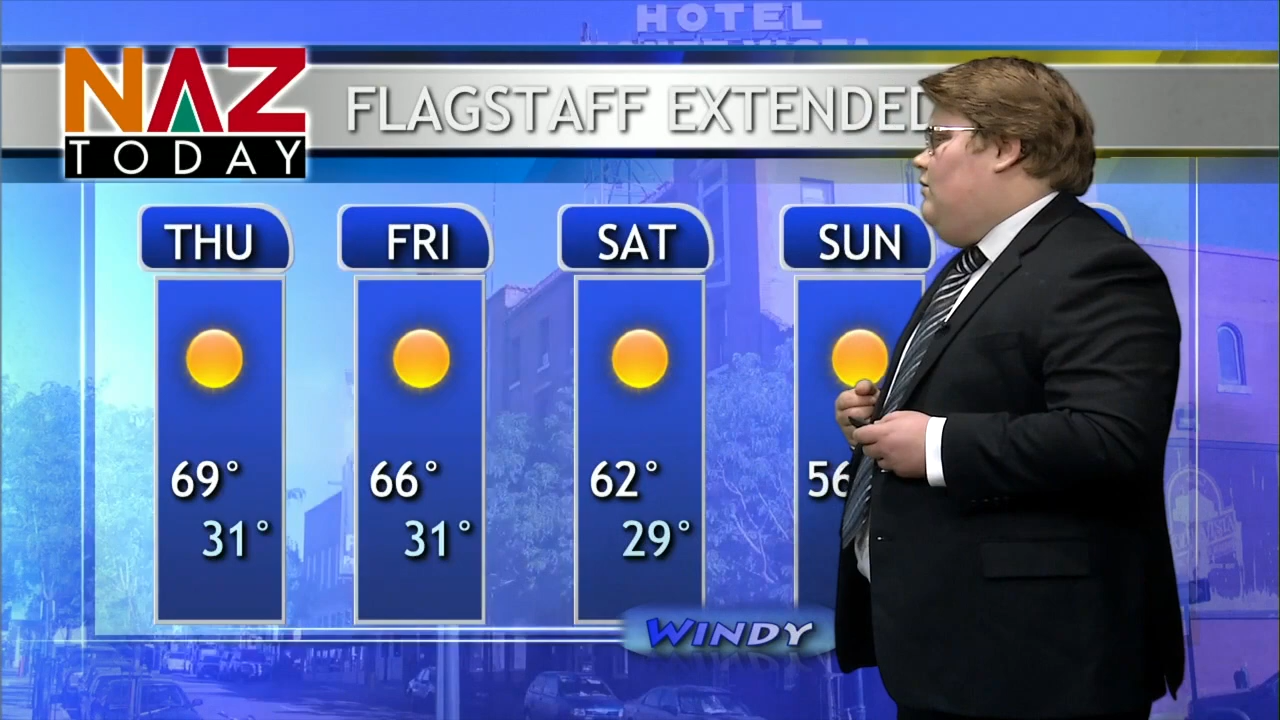 HOTEL
NAZ
TODAY
FLAGSTAFF EXTENDED
THU
FRI
SAT
SUN
69°
66°
62°
56
31°
31°
29°
WINDY